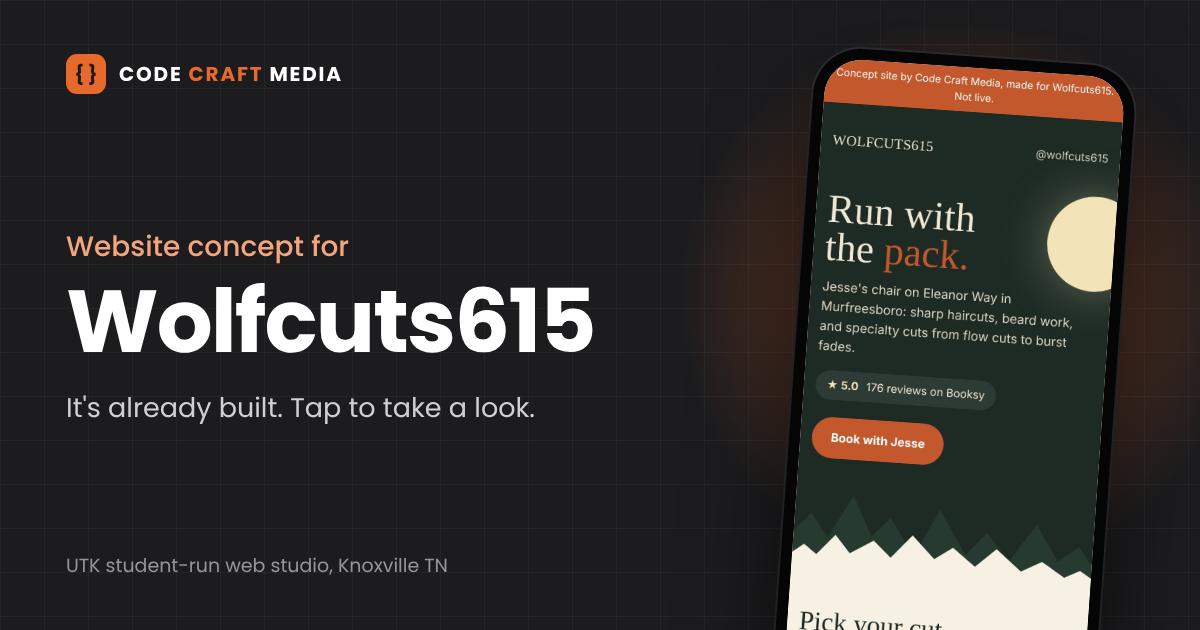 { } CODE CRAFT MEDIA
Website concept for
Wolfcuts615
It's already built. Tap to take a look.
UTK student-run web studio, Knoxville TN
Concept site by Code Craft Media, made for Wolfcuts615.
Not live.
WOLFCUTS615
@wolfcuts615
Run with
the pack.
Jesse's chair on Eleanor Way in
Murfreesboro: sharp haircuts, beard work,
and specialty cuts from flow cuts to burst
fades.
★ 5.0 176 reviews on Booksy
Book with Jesse
Pick your cut